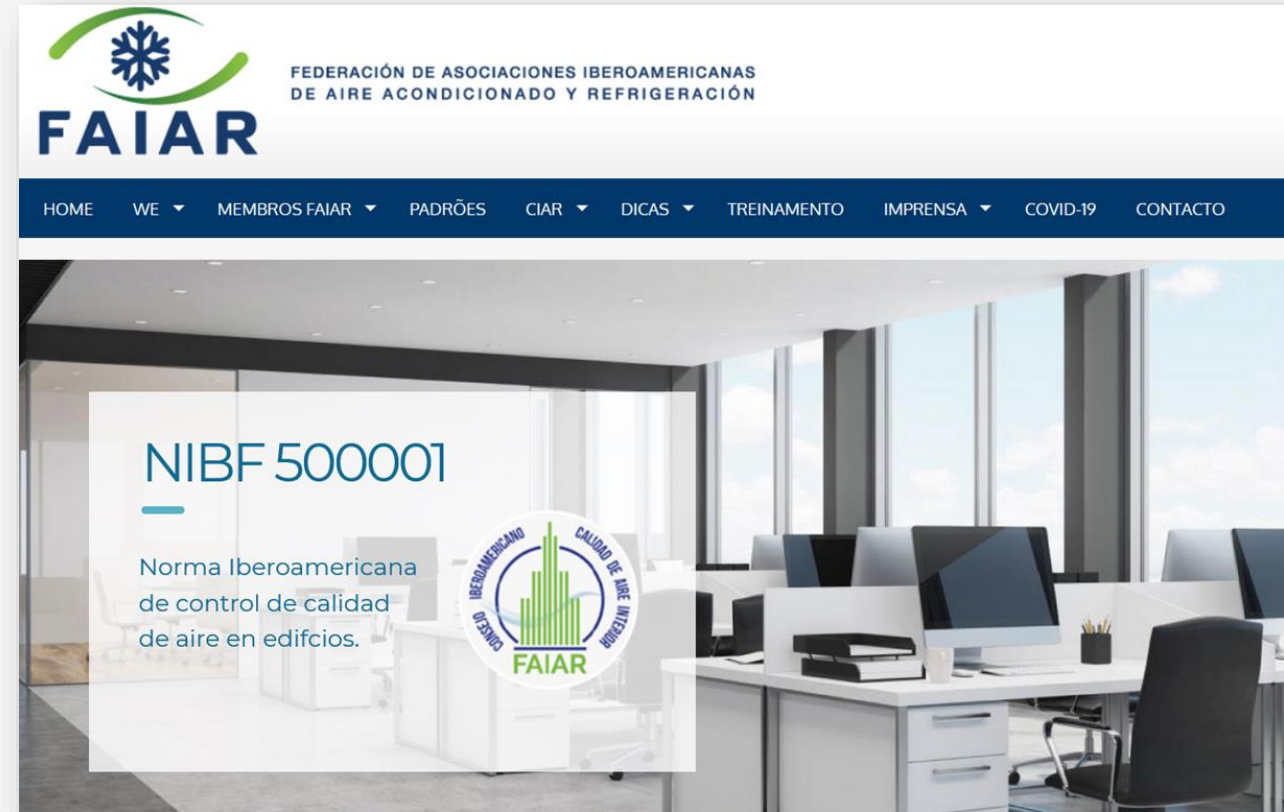 FAIAR
FEDERACIÓN DE ASOCIACIONES IBEROAMERICANAS
DE AIRE ACONDICIONADO Y REFRIGERACIÓN
HOME WE MEMBROS FAIAR PADRÕES CIAR DICAS TREINAMENTO IMPRENSA COVID-19 CONTACTO
NIBF 500001
Norma Iberoamericana
de control de calidad
de aire en edifcios.
CONSEJO IBEROAMERICANO CALIDAD DE AIRE INTERIOR
FAIAR